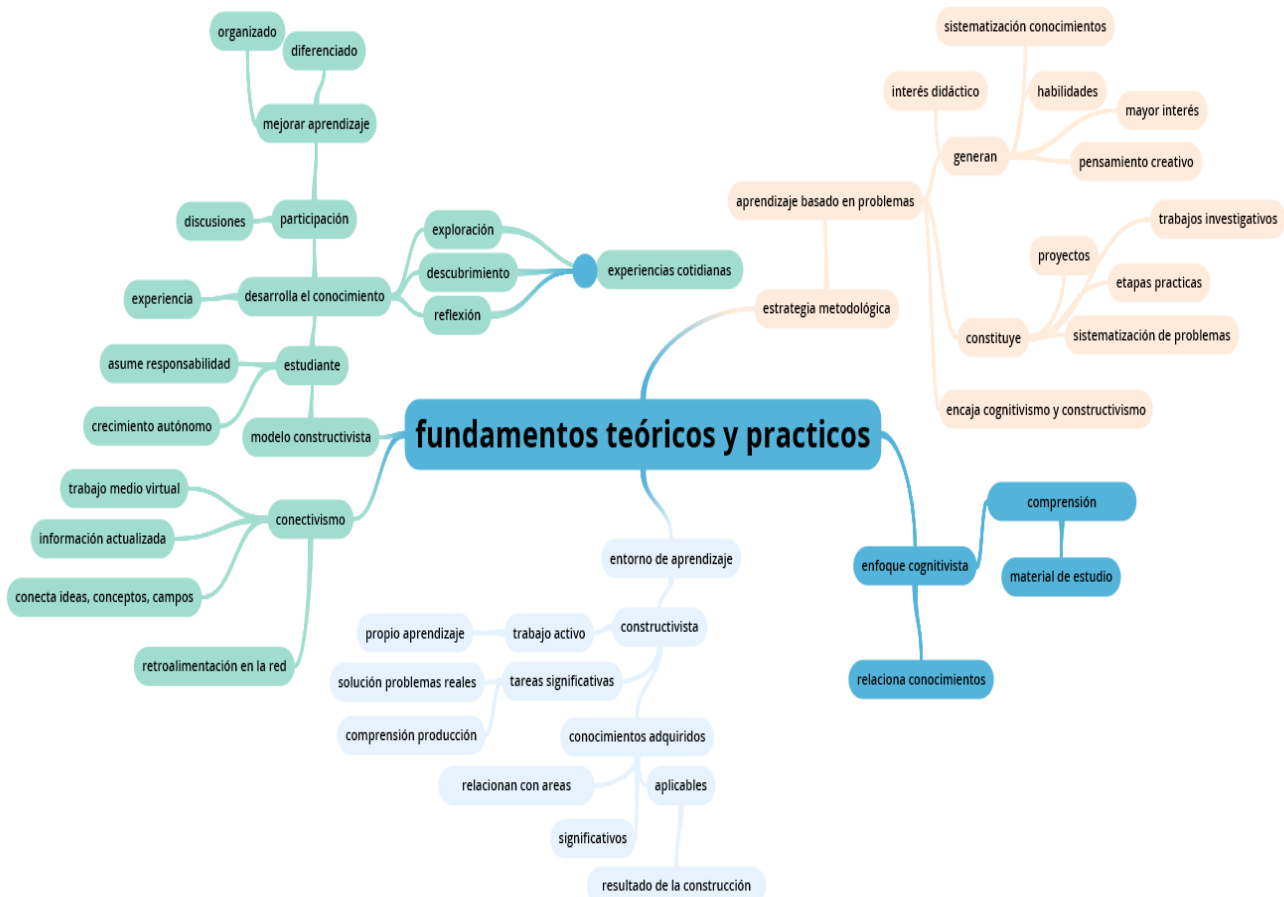 fundamentos teóricos y practicos
organizado
diferenciado
mejorar aprendizaje
discusiones
participación
experiencia
desarrolla el conocimiento
exploración
descubrimiento
reflexión
experiencias cotidianas
asume responsabilidad
estudiante
crecimiento autónomo
modelo constructivista
trabajo medio virtual
conectivismo
información actualizada
conecta ideas, conceptos, campos
retroalimentación en la red
sistematización conocimientos
interés didáctico
habilidades
mayor interés
generan
pensamiento creativo
aprendizaje basado en problemas
estrategia metodológica
trabajos investigativos
proyectos
etapas practicas
constituye
sistematización de problemas
encaja cognitivismo y constructivismo
comprensión
enfoque cognitivista
material de estudio
relaciona conocimientos
entorno de aprendizaje
constructivista
propio aprendizaje
trabajo activo
solución problemas reales
tareas significativas
comprensión producción
conocimientos adquiridos
relacionan con areas
aplicables
significativos
resultado de la construcción